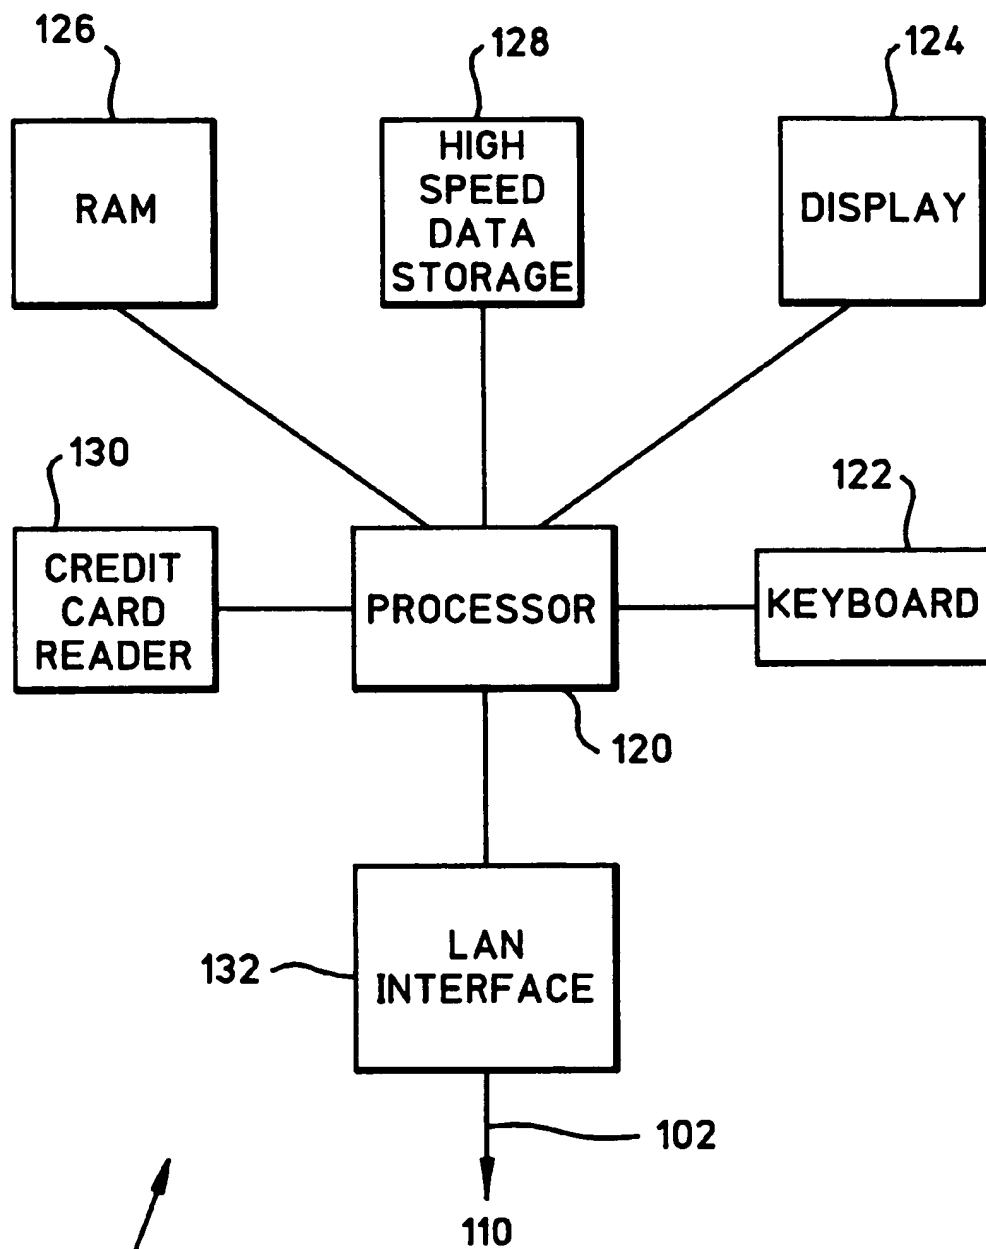 126
128
124
RAM
HIGH
SPEED
DATA
STORAGE
DISPLAY
130
122
CREDIT
CARD
READER
PROCESSOR
KEYBOARD
120
LAN
INTERFACE
132
102
110